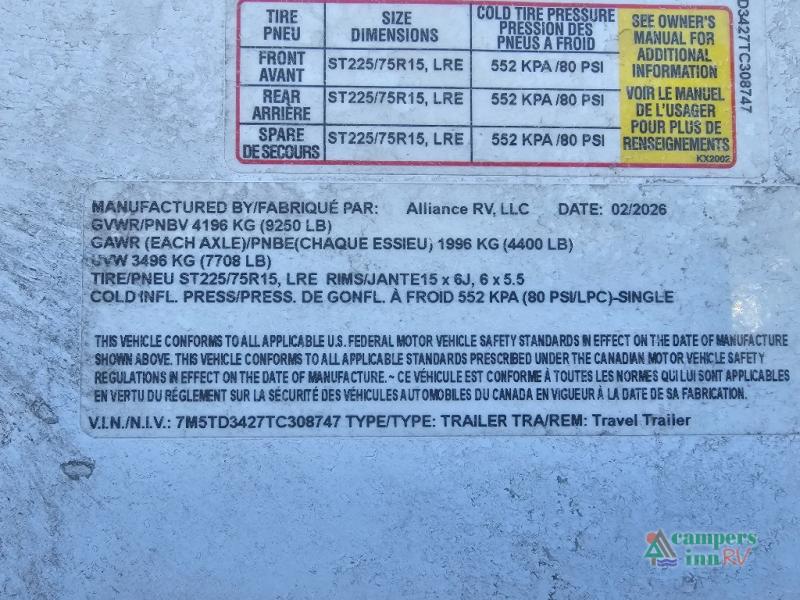 TIRE PNEU SIZE DIMENSIONS COLD TIRE PRESSURE PRESSION DES PNEUS A FROID
FRONT AVANT ST225/75R15, LRE 552 KPA /80 PSI
REAR ARRIÈRE ST225/75R15, LRE 552 KPA /80 PSI
SPARE DE SECOURS ST225/75R15, LRE 552 KPA /80 PSI
SEE OWNER'S
MANUAL FOR
ADDITIONAL
INFORMATION
VOIR LE MANUEL
DE L'USAGER
POUR PLUS DE
RENSEIGNEMENTS
KX2002
D3427TC308747
MANUFACTURED BY/FABRIQUÉ PAR: Alliance RV, LLC DATE: 02/2026
GVWR/PNBV 4196 KG (9250 LB)
GAWR (EACH AXLE)/PNBE(CHAQUE ESSIEU) 1996 KG (4400 LB)
UVW 3496 KG (7708 LB)
TIRE/PNEU ST225/75R15, LRE RIMS/JANTE15 x 6J, 6 x 5.5
COLD INFL. PRESS/PRESS. DE GONFL. À FROID 552 KPA (80 PSI/LPC)-SINGLE
THIS VEHICLE CONFORMS TO ALL APPLICABLE U.S. FEDERAL MOTOR VEHICLE SAFETY STANDARDS IN EFFECT ON THE DATE OF MANUFACTURE
SHOWN ABOVE. THIS VEHICLE CONFORMS TO ALL APPLICABLE STANDARDS PRESCRIBED UNDER THE CANADIAN MOTOR VEHICLE SAFETY
REGULATIONS IN EFFECT ON THE DATE OF MANUFACTURE. ~ CE VÉHICULE EST CONFORME À TOUTES LES NORMES QUI LUI SONT APPLICABLES
EN VERTU DU RÉGLEMENT SUR LA SÉCURITÉ DES VÉHICULES AUTOMOBILES DU CANADA EN VIGUEUR À LA DATE DE SA FABRICATION.
V.I.N./N.I.V.: 7M5TD3427TC308747 TYPE/TYPE: TRAILER TRA/REM: Travel Trailer
campers
inn RV